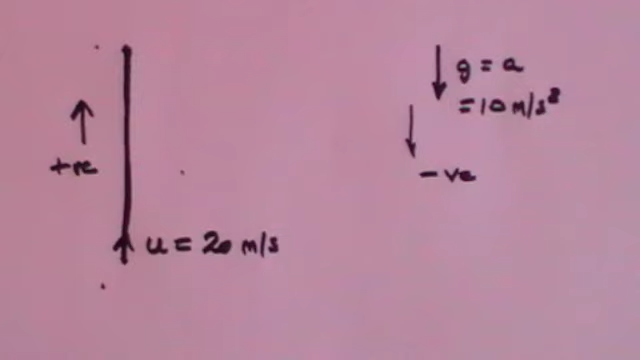 g = a
= 10 m/s²
+ve
- ve
u = 20 m/s